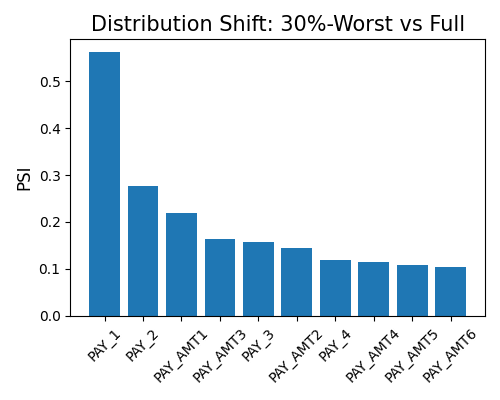 Distribution Shift: 30%-Worst vs Full
PSI
0.5
0.4
0.3
0.2
0.1
0.0
PAY_1
PAY_2
PAY_AMT1
PAY_AMT3
PAY_3
PAY_AMT2
PAY_4
PAY_AMT4
PAY_AMT5
PAY_AMT6